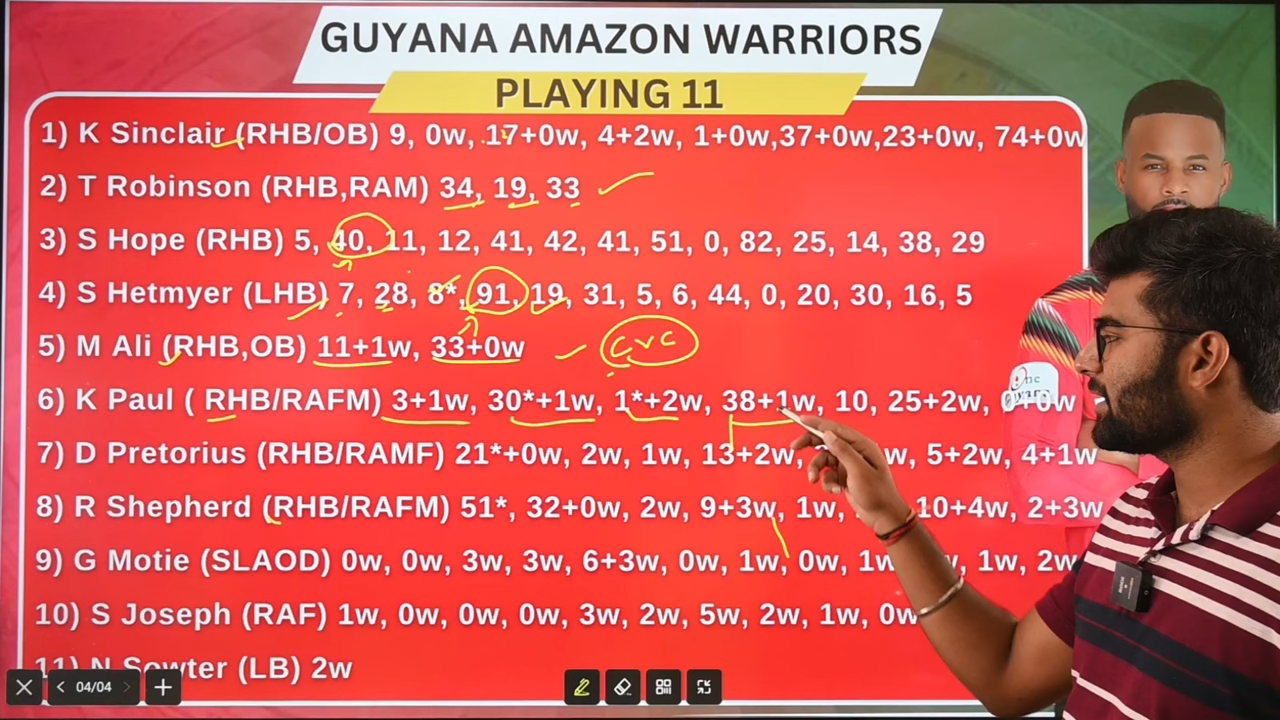 GUYANA AMAZON WARRIORS
PLAYING 11
1) K Sinclair (RHB/OB) 9, 0w, 17+0w, 4+2w, 1+0w,37+0w,23+0w, 74+0w
2) T Robinson (RHB,RAM) 34, 19, 33
3) S Hope (RHB) 5, 40, 11, 12, 41, 42, 41, 51, 0, 82, 25, 14, 38, 29
4) S Hetmyer (LHB) 7, 28, 8*, 91, 19, 31, 5, 6, 44, 0, 20, 30, 16, 5
5) M Ali (RHB,OB) 11+1w, 33+0w C VC
6) K Paul ( RHB/RAFM) 3+1w, 30*+1w, 1*+2w, 38+1w, 10, 25+2w, +0w
7) D Pretorius (RHB/RAMF) 21*+0w, 2w, 1w, 13+2w, w, 5+2w, 4+1w
8) R Shepherd (RHB/RAFM) 51*, 32+0w, 2w, 9+3w, 1w, 10+4w, 2+3w
9) G Motie (SLAOD) 0w, 0w, 3w, 3w, 6+3w, 0w, 1w, 0w, 1w, 1w, 2w
10) S Joseph (RAF) 1w, 0w, 0w, 0w, 3w, 2w, 5w, 2w, 1w, 0w
11) N Sowter (LB) 2w
04/04